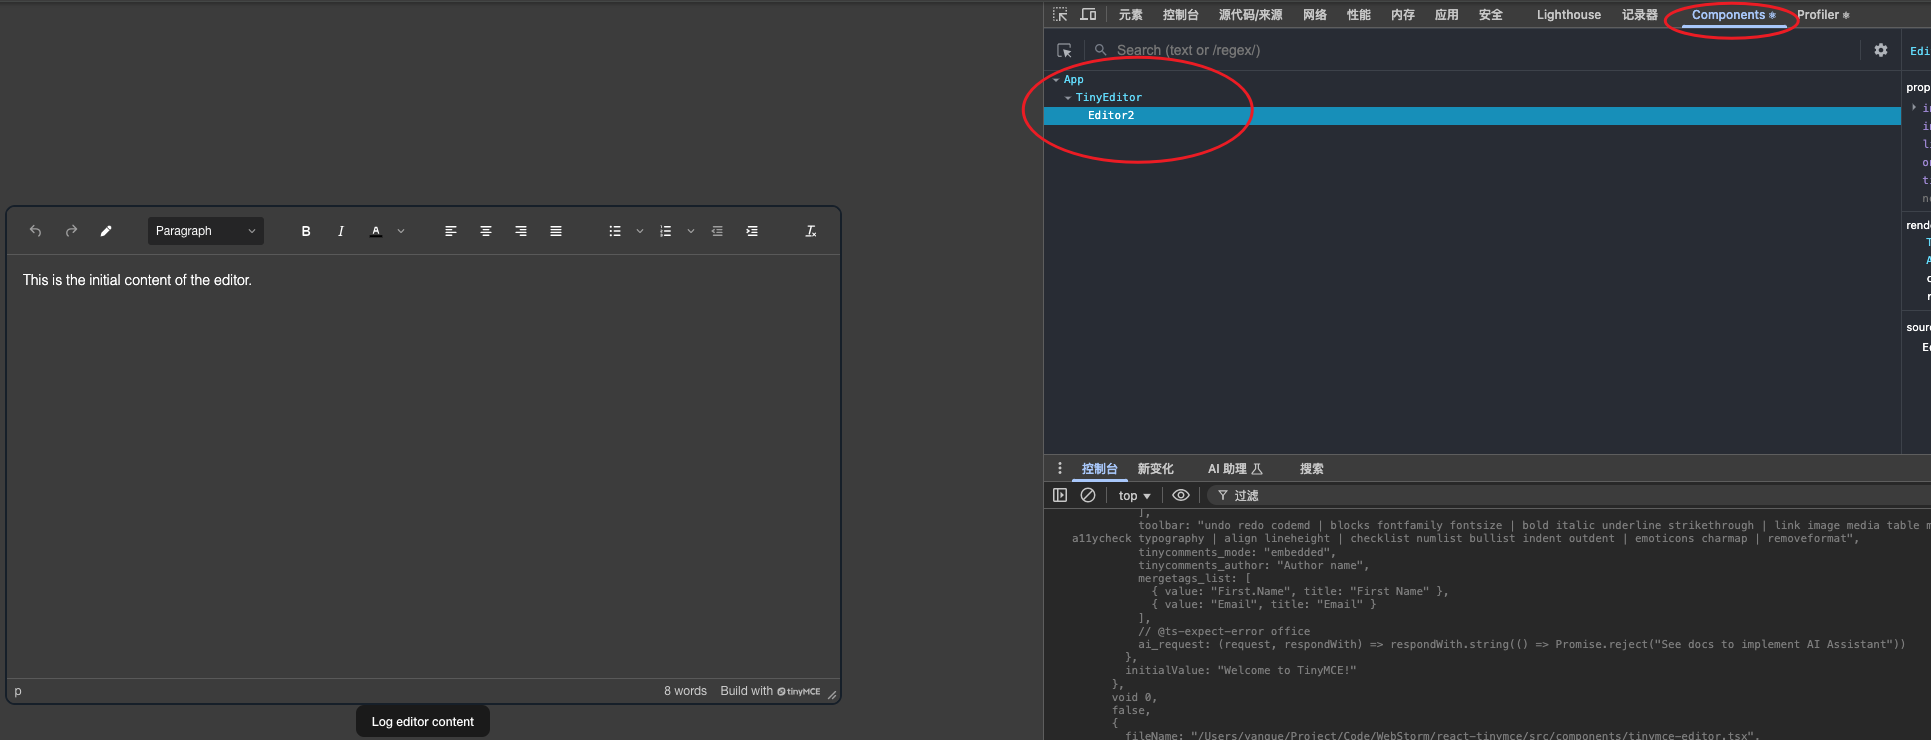 元素 控制台 源代码/来源 网络 性能 内存 应用 安全 Lighthouse 记录器 Components Profiler
Search (text or /regex/)
Edi
App
TinyEditor
Editor2
prop
rende
sour
Paragraph
B I A
This is the initial content of the editor.
p
8 words Build with tinyMCE
Log editor content
控制台 新变化 AI 助理 搜索
top 过滤
],
toolbar: "undo redo codemd | blocks fontfamily fontsize | bold italic underline strikethrough | link image media table m
a11ycheck typography | align lineheight | checklist numlist bullist indent outdent | emoticons charmap | removeformat",
tinycomments_mode: "embedded",
tinycomments_author: "Author name",
mergetags_list: [
{ value: "First.Name", title: "First Name" },
{ value: "Email", title: "Email" }
],
// @ts-expect-error office
ai_request: (request, respondWith) => respondWith.string(() => Promise.reject("See docs to implement AI Assistant"))
},
initialValue: "Welcome to TinyMCE!"
},
void 0,
false,
{
fileName: "/Users/yangue/Project/Code/WebStorm/react-tinymce/src/components/tinymce-editor.tsx",